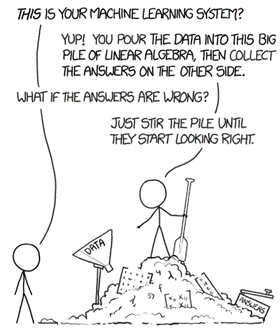 THIS IS YOUR MACHINE LEARNING SYSTEM?
YUP! YOU POUR THE DATA INTO THIS BIG
PILE OF LINEAR ALGEBRA, THEN COLLECT
THE ANSWERS ON THE OTHER SIDE.
WHAT IF THE ANSWERS ARE WRONG?
JUST STIR THE PILE UNTIL
THEY START LOOKING RIGHT.
DATA
ANSWERS